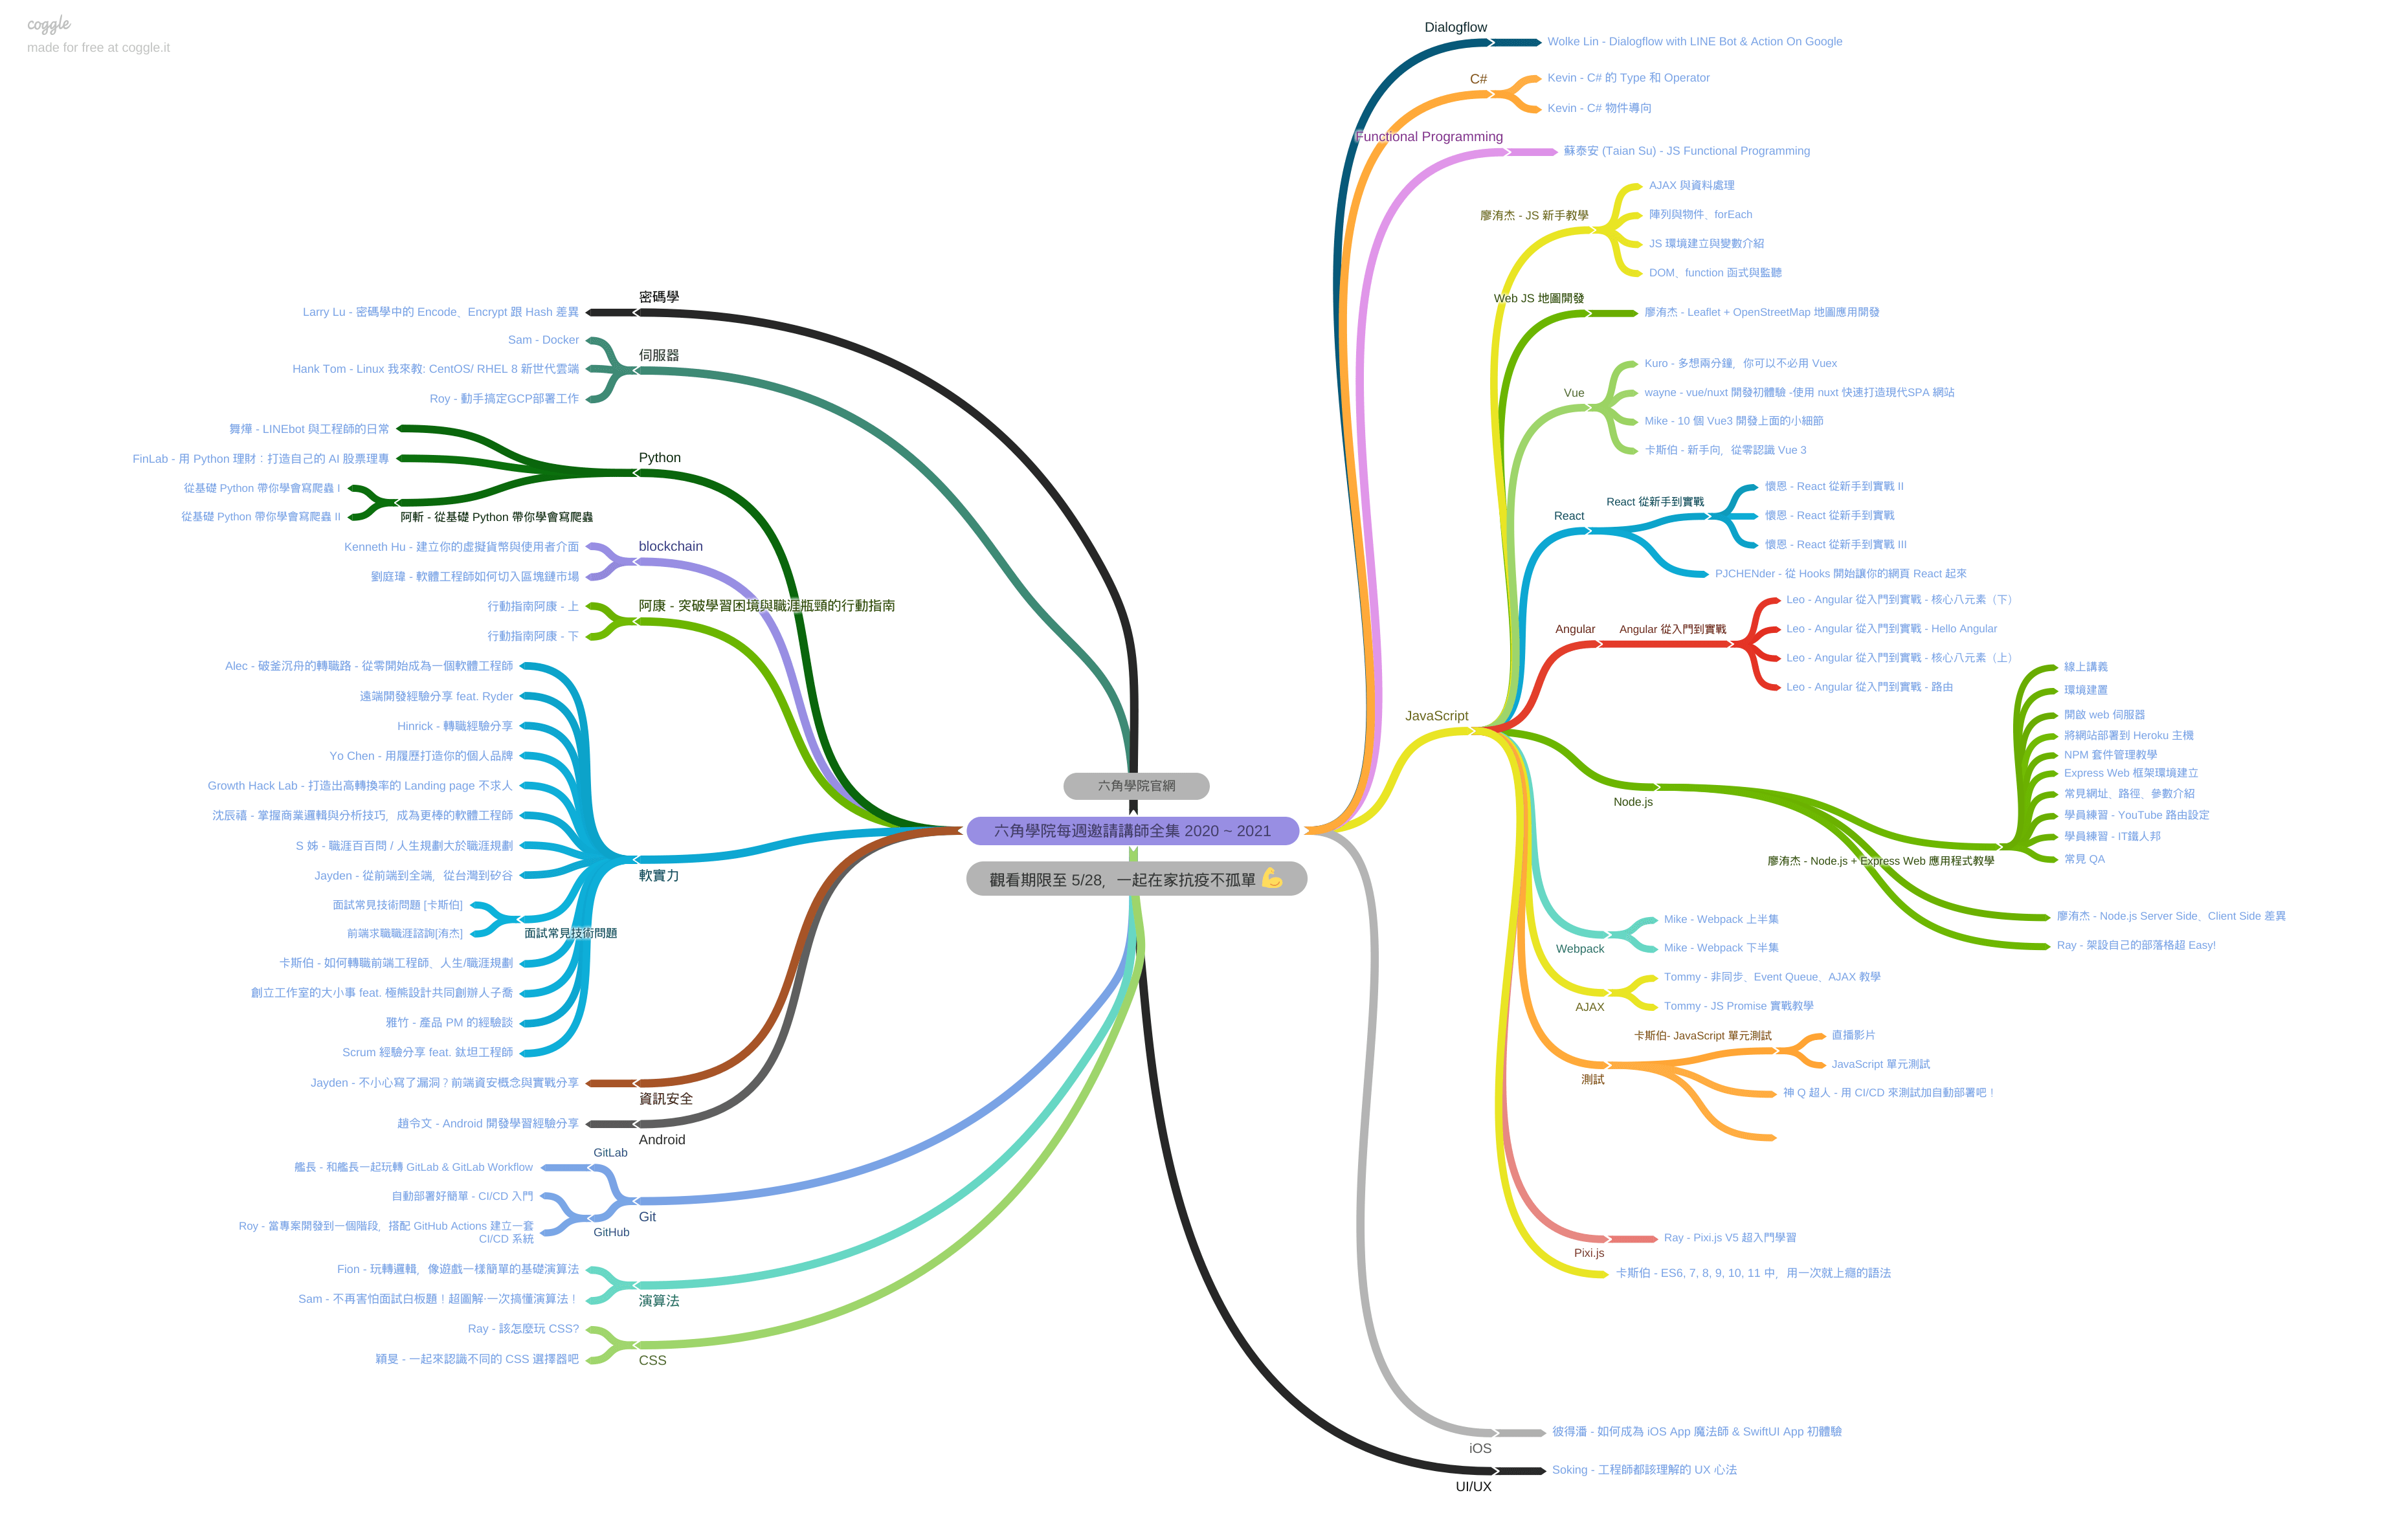 coggle
made for free at coggle.it
六角學院官網
六角學院每週邀請講師全集 2020 ~ 2021
觀看期限至 5/28，一起在家抗疫不孤單 💪
密碼學
Larry Lu - 密碼學中的 Encode、Encrypt 跟 Hash 差異
伺服器
Sam - Docker
Hank Tom - Linux 我來教: CentOS/ RHEL 8 新世代雲端
Roy - 動手搞定GCP部署工作
Python
舞燁 - LINEbot 與工程師的日常
FinLab - 用 Python 理財：打造自己的 AI 股票理專
阿斬 - 從基礎 Python 帶你學會寫爬蟲
從基礎 Python 帶你學會寫爬蟲 I
從基礎 Python 帶你學會寫爬蟲 II
blockchain
Kenneth Hu - 建立你的虛擬貨幣與使用者介面
劉庭瑋 - 軟體工程師如何切入區塊鏈市場
阿康 - 突破學習困境與職涯瓶頸的行動指南
行動指南阿康 - 上
行動指南阿康 - 下
軟實力
Alec - 破釜沉舟的轉職路 - 從零開始成為一個軟體工程師
遠端開發經驗分享 feat. Ryder
Hinrick - 轉職經驗分享
Yo Chen - 用履歷打造你的個人品牌
Growth Hack Lab - 打造出高轉換率的 Landing page 不求人
沈辰禧 - 掌握商業邏輯與分析技巧，成為更棒的軟體工程師
S 姊 - 職涯百百問 / 人生規劃大於職涯規劃
Jayden - 從前端到全端，從台灣到矽谷
面試常見技術問題
面試常見技術問題 [卡斯伯]
前端求職職涯諮詢[洧杰]
卡斯伯 - 如何轉職前端工程師、人生/職涯規劃
創立工作室的大小事 feat. 極熊設計共同創辦人子喬
雅竹 - 產品 PM 的經驗談
Scrum 經驗分享 feat. 鈦坦工程師
資訊安全
Jayden - 不小心寫了漏洞？前端資安概念與實戰分享
Android
趙令文 - Android 開發學習經驗分享
Git
GitLab
艦長 - 和艦長一起玩轉 GitLab & GitLab Workflow
GitHub
自動部署好簡單 - CI/CD 入門
Roy - 當專案開發到一個階段，搭配 GitHub Actions 建立一套
CI/CD 系統
演算法
Fion - 玩轉邏輯，像遊戲一樣簡單的基礎演算法
Sam - 不再害怕面試白板題！超圖解·一次搞懂演算法！
CSS
Ray - 該怎麼玩 CSS?
穎旻 - 一起來認識不同的 CSS 選擇器吧
Dialogflow
Wolke Lin - Dialogflow with LINE Bot & Action On Google
C#
Kevin - C# 的 Type 和 Operator
Kevin - C# 物件導向
Functional Programming
蘇泰安 (Taian Su) - JS Functional Programming
JavaScript
廖洧杰 - JS 新手教學
AJAX 與資料處理
陣列與物件、forEach
JS 環境建立與變數介紹
DOM、function 函式與監聽
Web JS 地圖開發
廖洧杰 - Leaflet + OpenStreetMap 地圖應用開發
Vue
Kuro - 多想兩分鐘，你可以不必用 Vuex
wayne - vue/nuxt 開發初體驗 -使用 nuxt 快速打造現代SPA 網站
Mike - 10 個 Vue3 開發上面的小細節
卡斯伯 - 新手向，從零認識 Vue 3
React
React 從新手到實戰
懷恩 - React 從新手到實戰 II
懷恩 - React 從新手到實戰
懷恩 - React 從新手到實戰 III
PJCHENder - 從 Hooks 開始讓你的網頁 React 起來
Angular
Angular 從入門到實戰
Leo - Angular 從入門到實戰 - 核心八元素（下）
Leo - Angular 從入門到實戰 - Hello Angular
Leo - Angular 從入門到實戰 - 核心八元素（上）
Leo - Angular 從入門到實戰 - 路由
Node.js
廖洧杰 - Node.js + Express Web 應用程式教學
線上講義
環境建置
開啟 web 伺服器
將網站部署到 Heroku 主機
NPM 套件管理教學
Express Web 框架環境建立
常見網址、路徑、參數介紹
學員練習 - YouTube 路由設定
學員練習 - IT鐵人邦
常見 QA
廖洧杰 - Node.js Server Side、Client Side 差異
Ray - 架設自己的部落格超 Easy!
Webpack
Mike - Webpack 上半集
Mike - Webpack 下半集
AJAX
Tommy - 非同步、Event Queue、AJAX 教學
Tommy - JS Promise 實戰教學
測試
卡斯伯- JavaScript 單元測試
直播影片
JavaScript 單元測試
神 Q 超人 - 用 CI/CD 來測試加自動部署吧！
Pixi.js
Ray - Pixi.js V5 超入門學習
卡斯伯 - ES6, 7, 8, 9, 10, 11 中，用一次就上癮的語法
iOS
彼得潘 - 如何成為 iOS App 魔法師 & SwiftUI App 初體驗
UI/UX
Soking - 工程師都該理解的 UX 心法